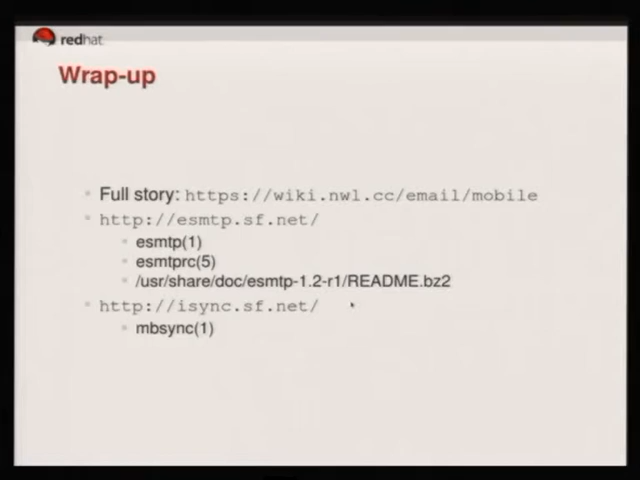 redhat
Wrap-up
Full story: https://wiki.nwl.cc/email/mobile
http://esmtp.sf.net/
esmtp(1)
esmtprc(5)
/usr/share/doc/esmtp-1.2-r1/README.bz2
http://isync.sf.net/
mbsync(1)